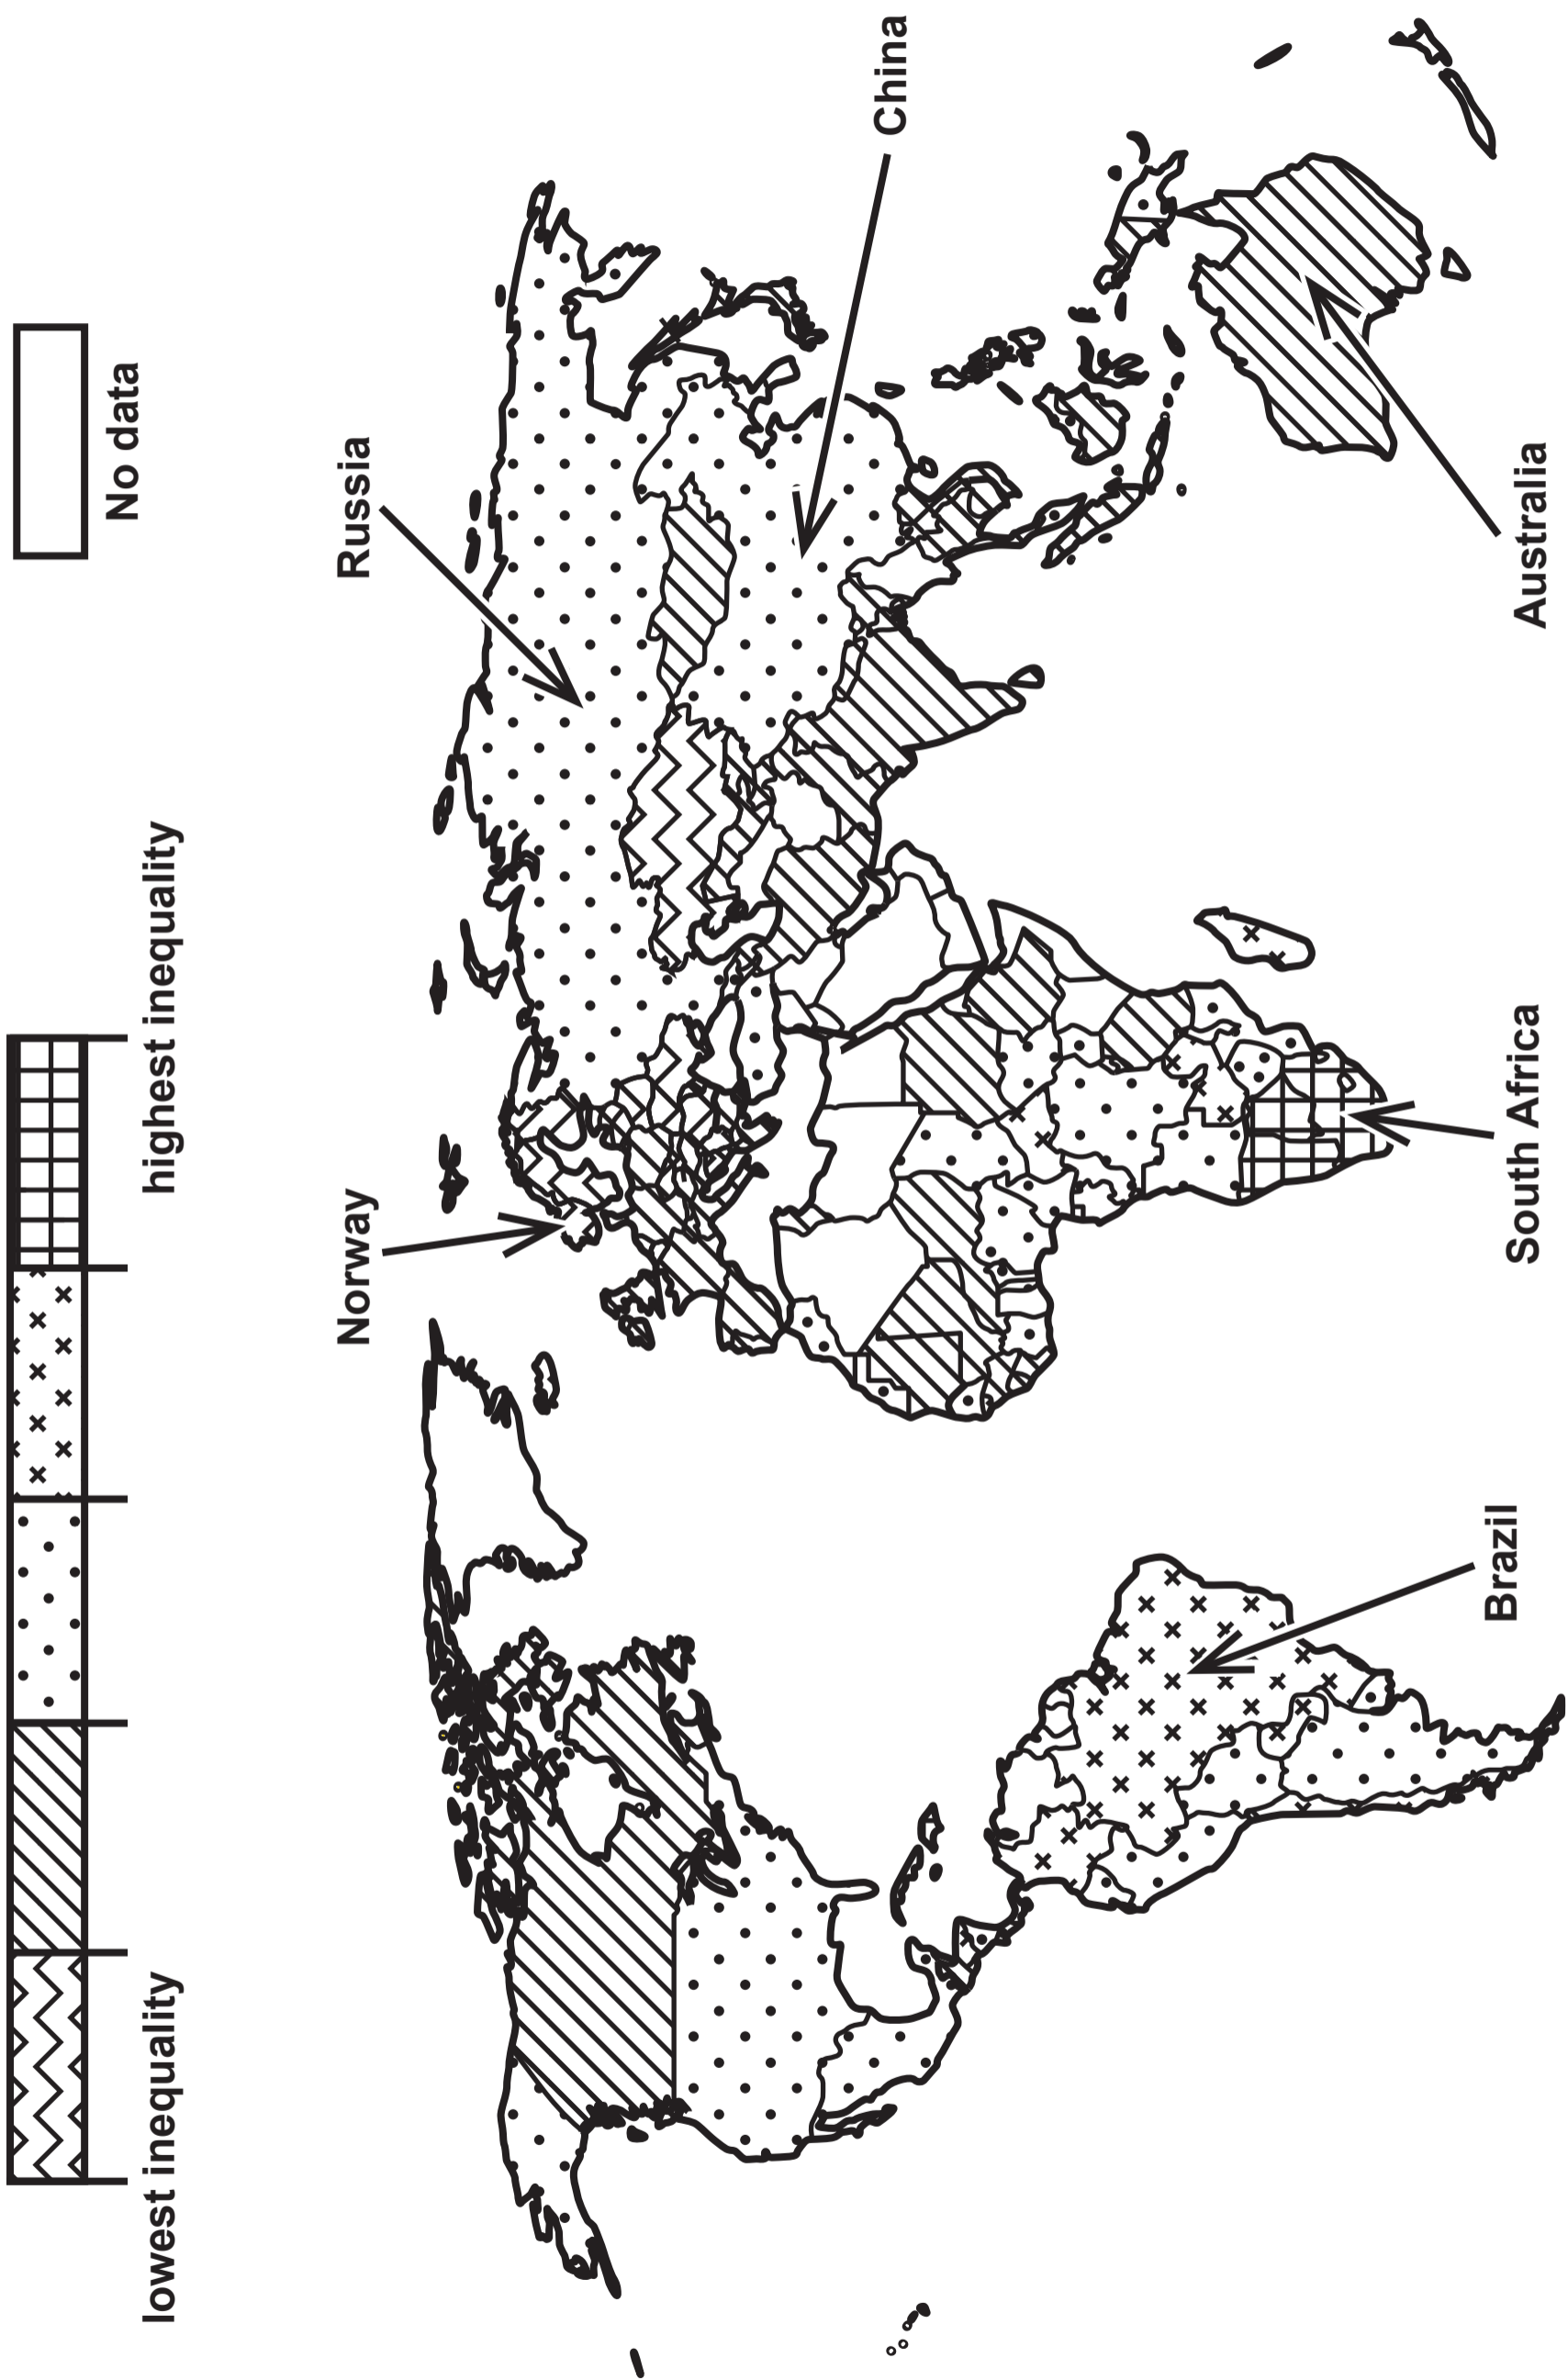 lowest inequality
highest inequality
No data
Norway
Russia
China
Brazil
South Africa
Australia